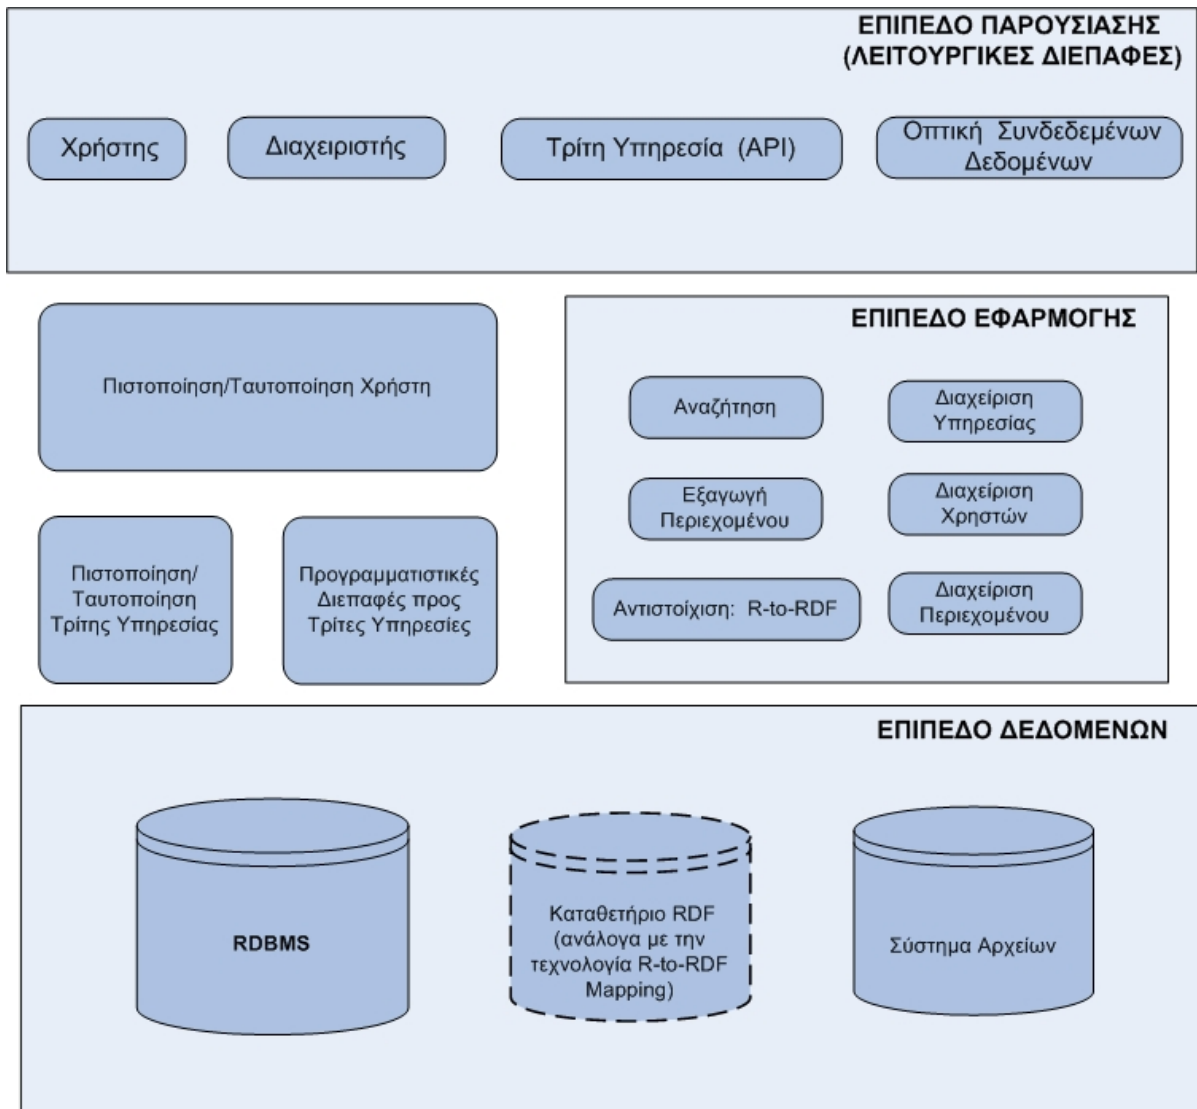 ΕΠΙΠΕΔΟ ΠΑΡΟΥΣΙΑΣΗΣ
(ΛΕΙΤΟΥΡΓΙΚΕΣ ΔΙΕΠΑΦΕΣ)
Χρήστης
Διαχειριστής
Τρίτη Υπηρεσία (API)
Οπτική Συνδεδεμένων
Δεδομένων
Πιστοποίηση/Ταυτοποίηση Χρήστη
Πιστοποίηση/
Ταυτοποίηση
Τρίτης Υπηρεσίας
Προγραμματιστικές
Διεπαφές προς
Τρίτες Υπηρεσίες
ΕΠΙΠΕΔΟ ΕΦΑΡΜΟΓΗΣ
Αναζήτηση
Διαχείριση
Υπηρεσίας
Εξαγωγή
Περιεχομένου
Διαχείριση
Χρηστών
Αντιστοίχιση: R-to-RDF
Διαχείριση
Περιεχομένου
ΕΠΙΠΕΔΟ ΔΕΔΟΜΕΝΩΝ
RDBMS
Καταθετήριο RDF
(ανάλογα με την
τεχνολογία R-to-RDF
Mapping)
Σύστημα Αρχείων